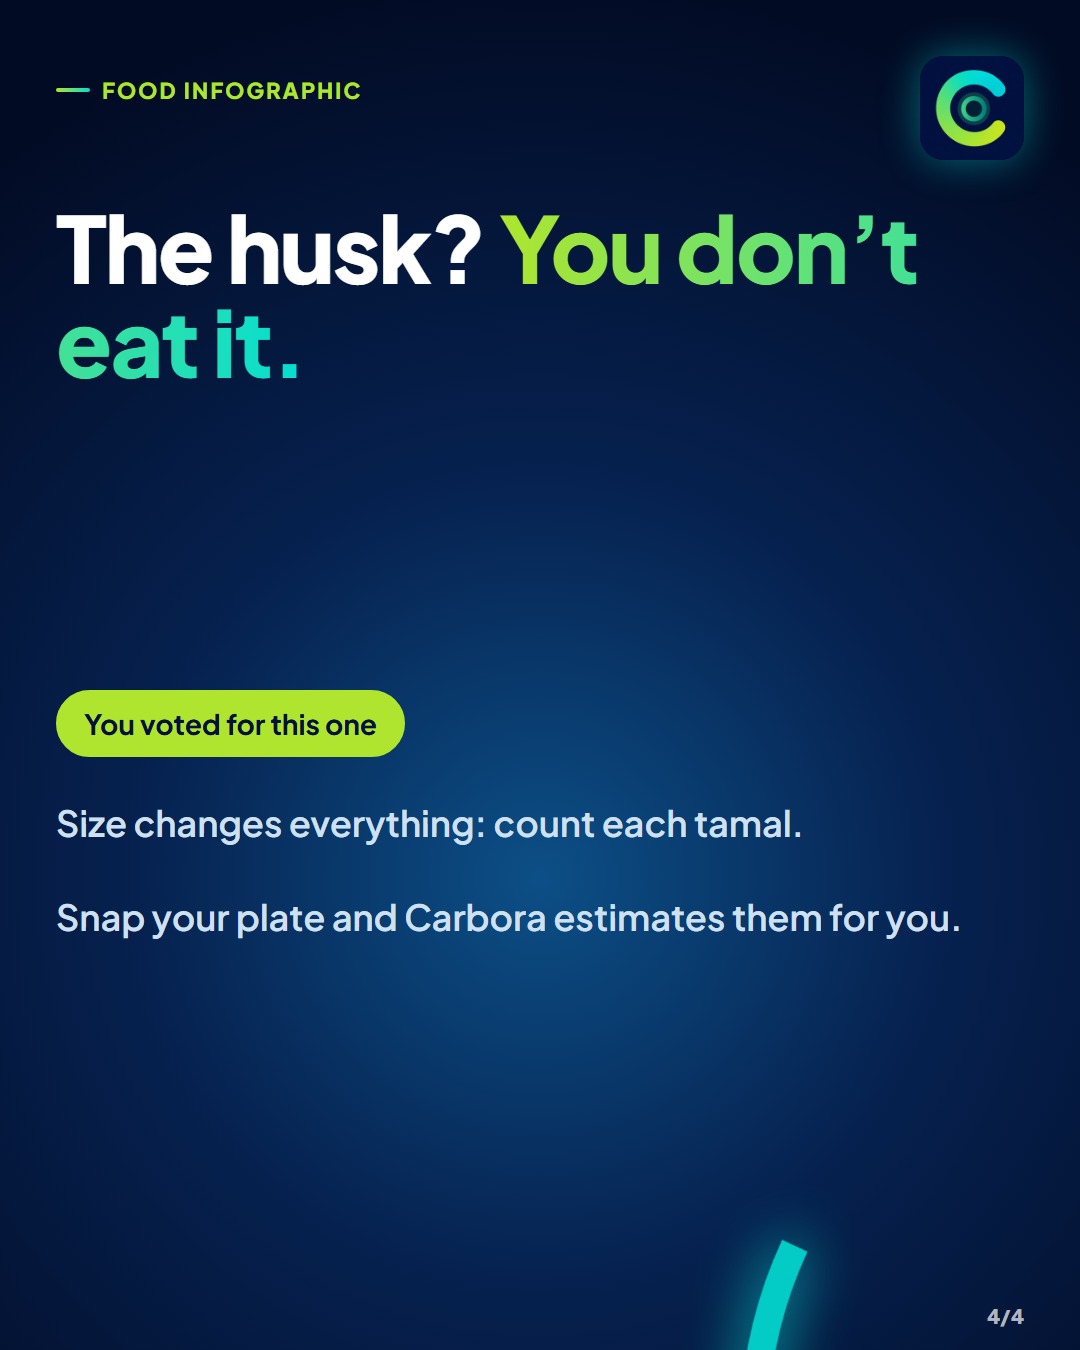 FOOD INFOGRAPHIC
The husk? You don’t
eat it.
You voted for this one
Size changes everything: count each tamal.
Snap your plate and Carbora estimates them for you.
4/4